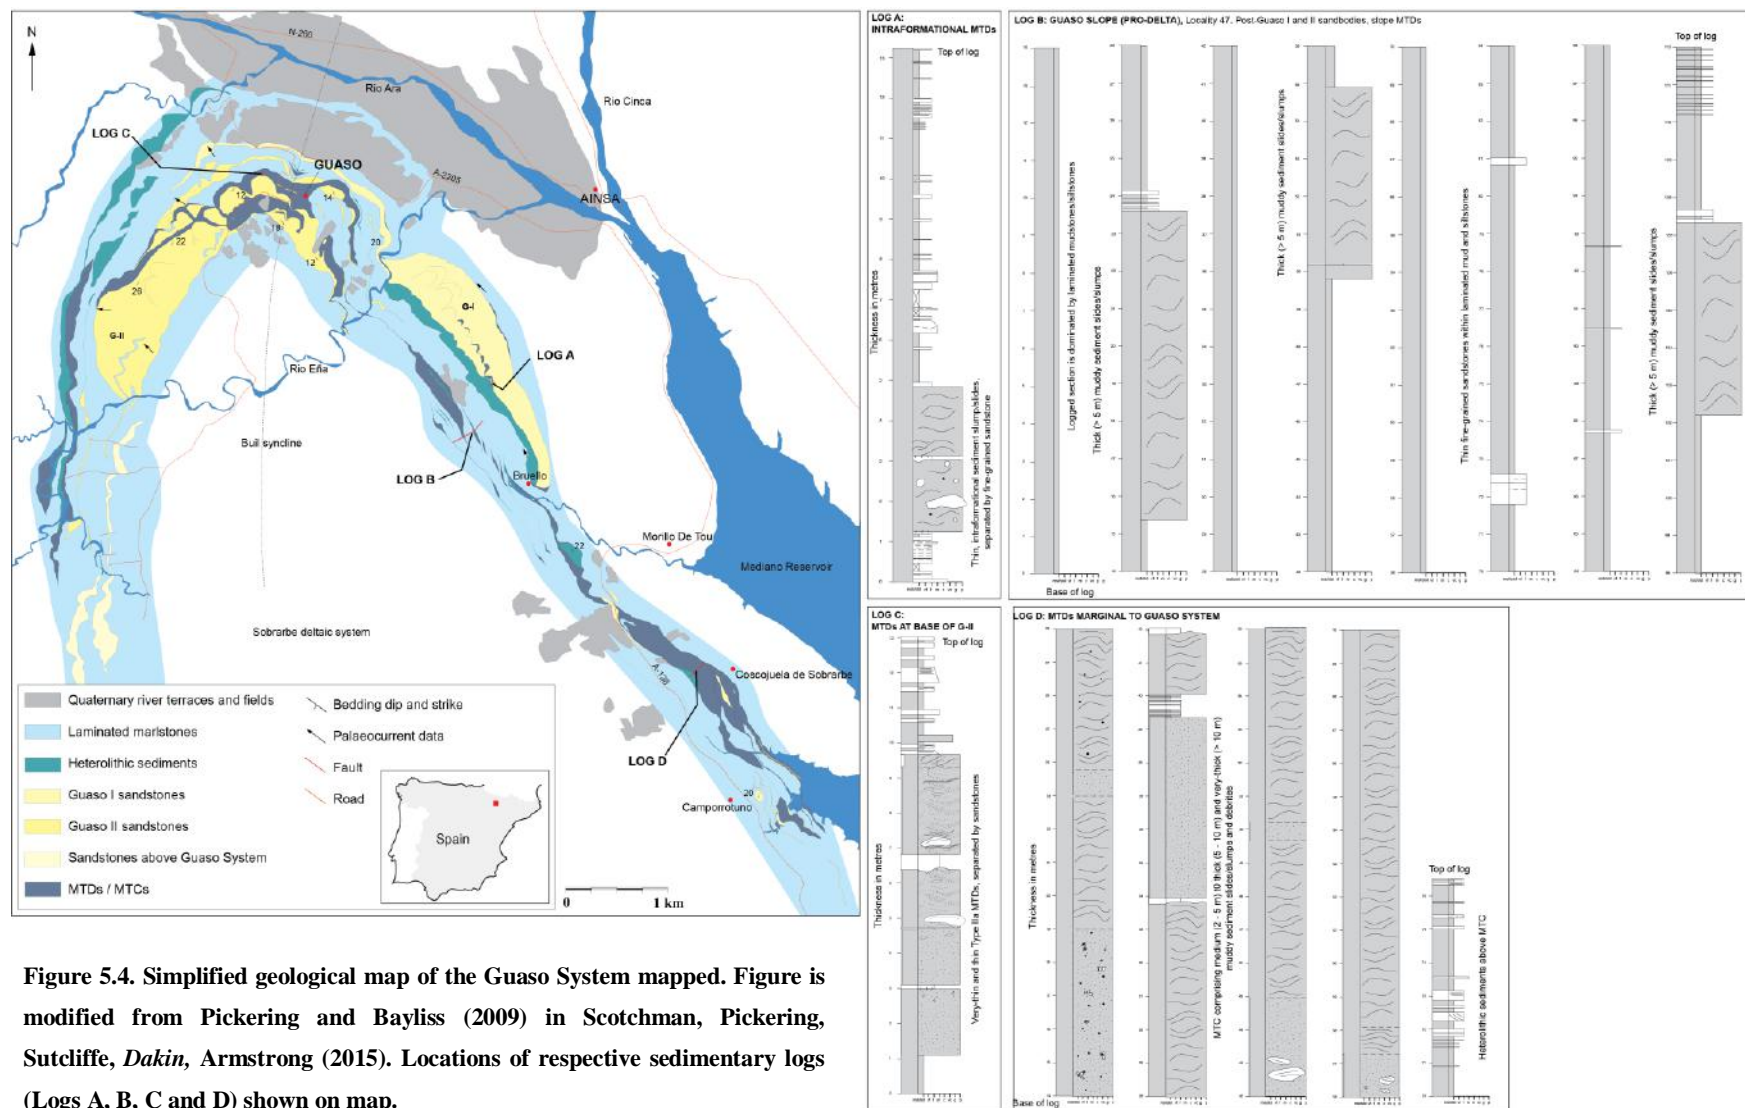 N
N-260
Rio Ara
Rio Cinca
LOG C
GUASO
A-2205
AINSA
12
14
18
22
20
12
26
G-I
G-II
LOG A
Rio Eña
Buil syncline
LOG B
Bruello
Morillo De Tou
22
Mediano Reservoir
Sobrarbe deltaic system
A-138
Coscojuela de Sobrarbe
LOG D
20
Camporrotuno
Quaternary river terraces and fields
Laminated marlstones
Heterolithic sediments
Guaso I sandstones
Guaso II sandstones
Sandstones above Guaso System
MTDs / MTCs
Bedding dip and strike
Palaeocurrent data
Fault
Road
Spain
0 1 km
LOG A:
INTRAFORMATIONAL MTDs
Top of log
Thickness in metres
Thin, intraformational sediment slump/slides,
separated by fine-grained sandstone
LOG B: GUASO SLOPE (PRO-DELTA), Locality 47. Post-Guaso I and II sandbodies, slope MTDs
Logged section is dominated by laminated mudstones/siltstones
Thick (> 5 m) muddy sediment slides/slumps
Thick (> 5 m) muddy sediment slides/slumps
Thin fine-grained sandstones within laminated mud and siltstones
Thick (> 5 m) muddy sediment slides/slumps
Top of log
Base of log
LOG C:
MTDs AT BASE OF G-II
Top of log
Thickness in metres
Very-thin and thin Type IIIa MTDs, separated by sandstones
LOG D: MTDs MARGINAL TO GUASO SYSTEM
Thickness in metres
MTC comprising medium (2 - 5 m) to thick (5 - 10 m) and very-thick (> 10 m)
muddy sediment slides/slumps and debrites
Top of log
Heterolithic sediments above MTC
Base of log
Figure 5.4. Simplified geological map of the Guaso System mapped. Figure is
modified from Pickering and Bayliss (2009) in Scotchman, Pickering,
Sutcliffe, Dakin, Armstrong (2015). Locations of respective sedimentary logs
(Logs A, B, C and D) shown on map.